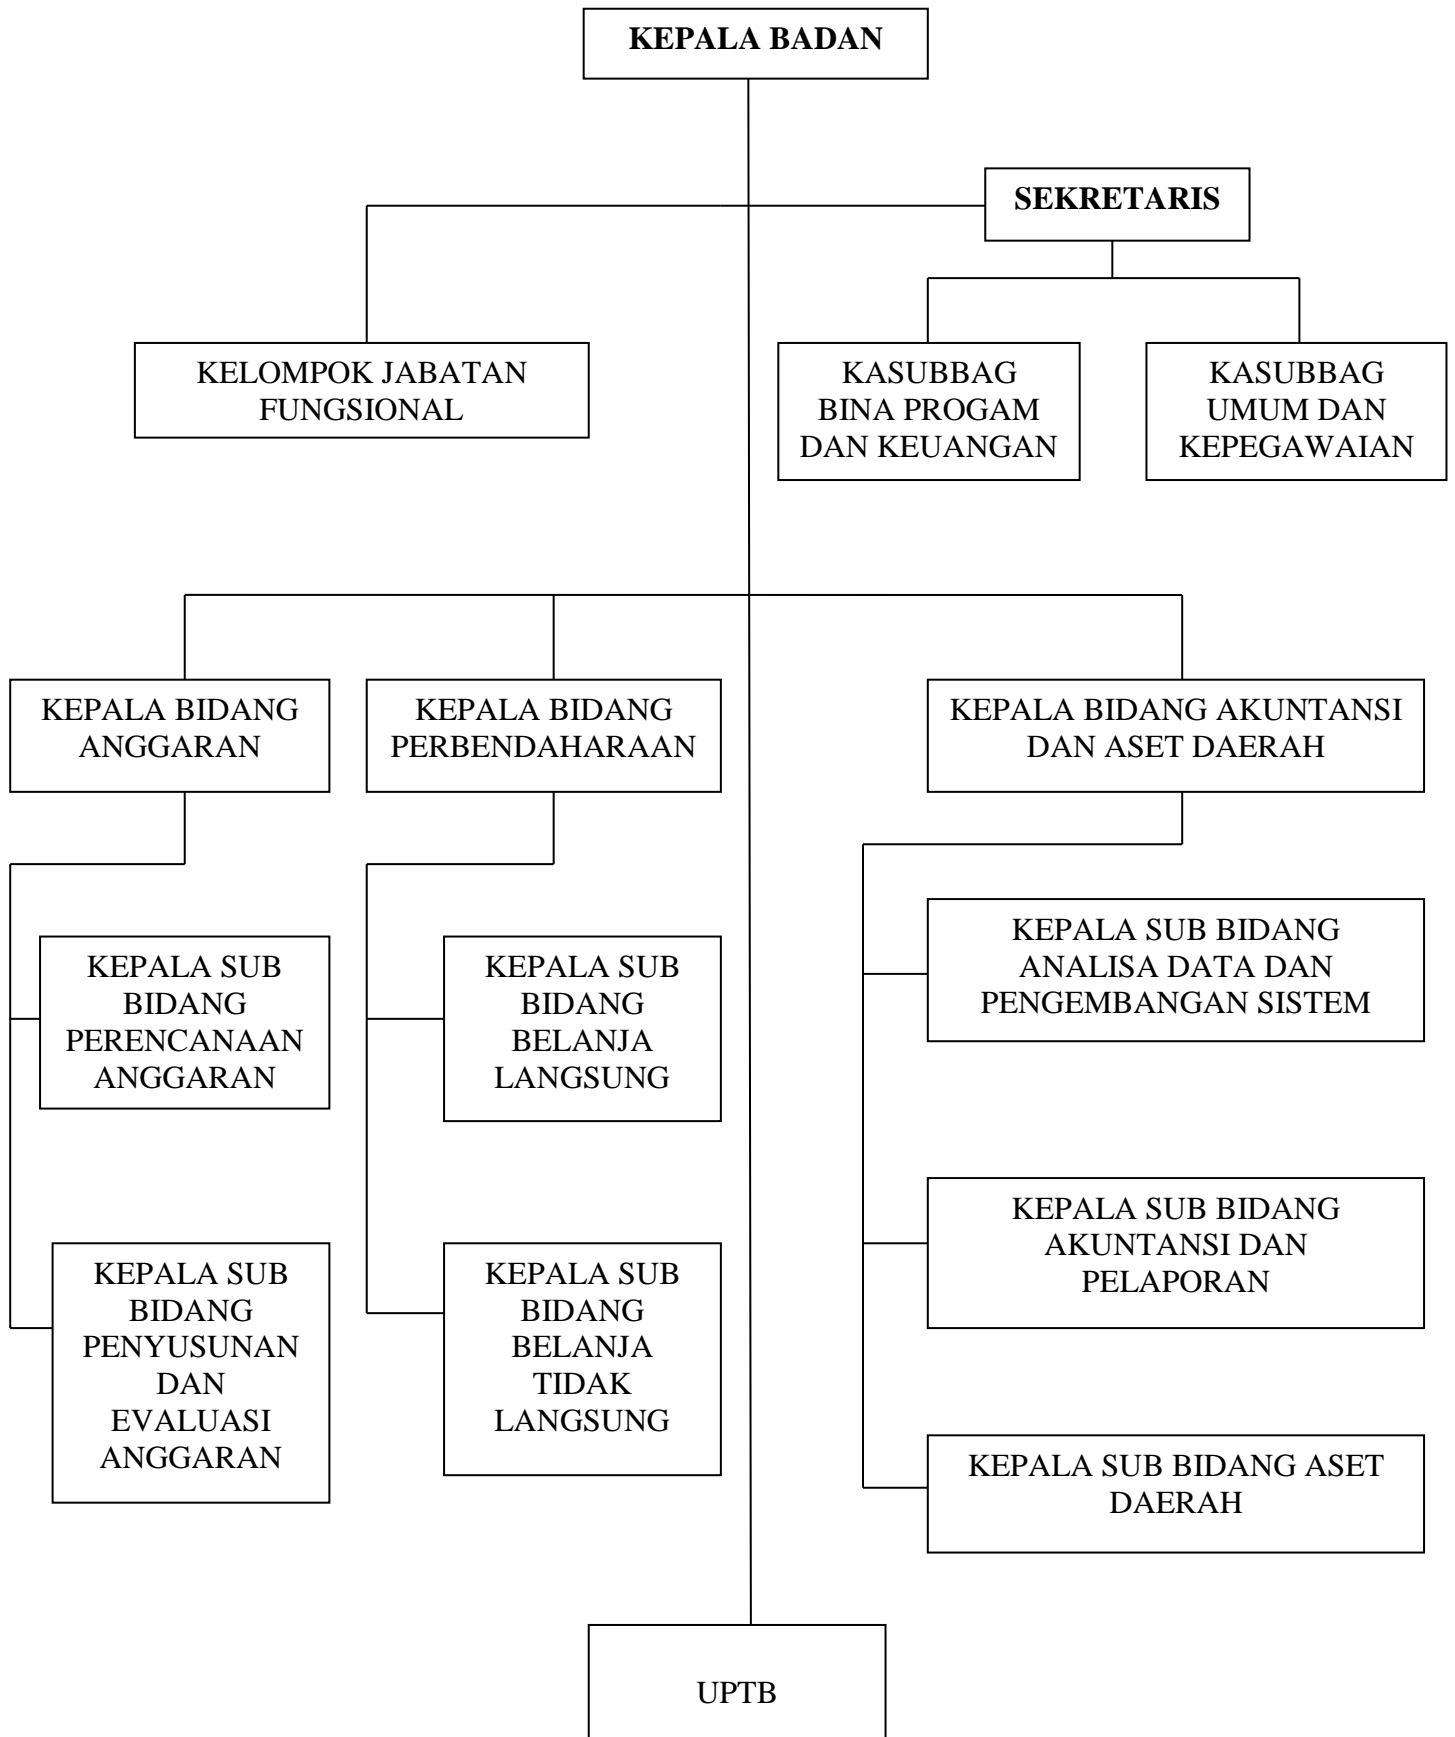 KEPALA BADAN
SEKRETARIS
KELOMPOK JABATAN
FUNGSIONAL
KASUBBAG
BINA PROGAM
DAN KEUANGAN
KASUBBAG
UMUM DAN
KEPEGAWAIAN
KEPALA BIDANG
ANGGARAN
KEPALA BIDANG
PERBENDAHARAAN
KEPALA BIDANG AKUNTANSI
DAN ASET DAERAH
KEPALA SUB
BIDANG
PERENCANAAN
ANGGARAN
KEPALA SUB
BIDANG
BELANJA
LANGSUNG
KEPALA SUB BIDANG
ANALISA DATA DAN
PENGEMBANGAN SISTEM
KEPALA SUB BIDANG
AKUNTANSI DAN
PELAPORAN
KEPALA SUB
BIDANG
PENYUSUNAN
DAN
EVALUASI
ANGGARAN
KEPALA SUB
BIDANG
BELANJA
TIDAK
LANGSUNG
KEPALA SUB BIDANG ASET
DAERAH
UPTB